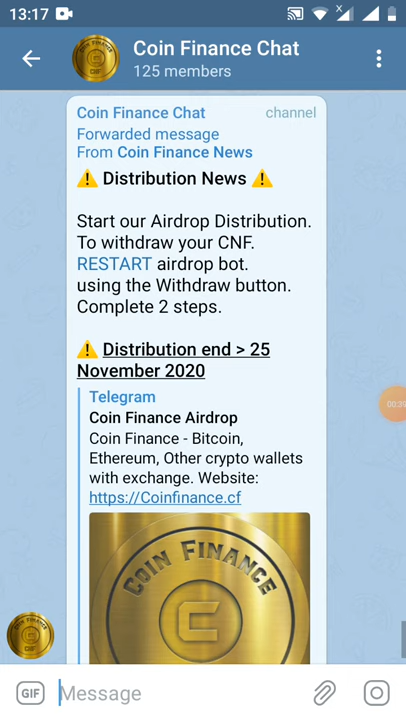 13:17
Coin Finance Chat
125 members
Coin Finance Chat channel
Forwarded message
From Coin Finance News
⚠ Distribution News ⚠
Start our Airdrop Distribution.
To withdraw your CNF.
RESTART airdrop bot.
using the Withdraw button.
Complete 2 steps.
⚠ Distribution end > 25
November 2020
Telegram
Coin Finance Airdrop
Coin Finance - Bitcoin,
Ethereum, Other crypto wallets
with exchange. Website:
https://Coinfinance.cf
COIN FINANCE
C
GIF Message